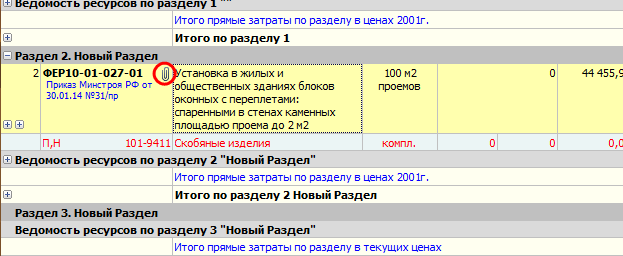 Ведомость ресурсов по разделу 1 ""
Итого прямые затраты по разделу в ценах 2001г.
Итого по разделу 1
Раздел 2. Новый Раздел
2 ФЕР10-01-027-01 Установка в жилых и 100 м2 0 44 455,9
Приказ Минстроя РФ от общественных зданиях блоков проемов
30.01.14 №31/пр оконных с переплетами:
спаренными в стенах каменных
площадью проема до 2 м2
П,Н 101-9411 Скобяные изделия компл. 0 0 0,0
Ведомость ресурсов по разделу 2 "Новый Раздел"
Итого прямые затраты по разделу в ценах 2001г.
Итого по разделу 2 Новый Раздел
Раздел 3. Новый Раздел
Ведомость ресурсов по разделу 3 "Новый Раздел"
Итого прямые затраты по разделу в текущих ценах